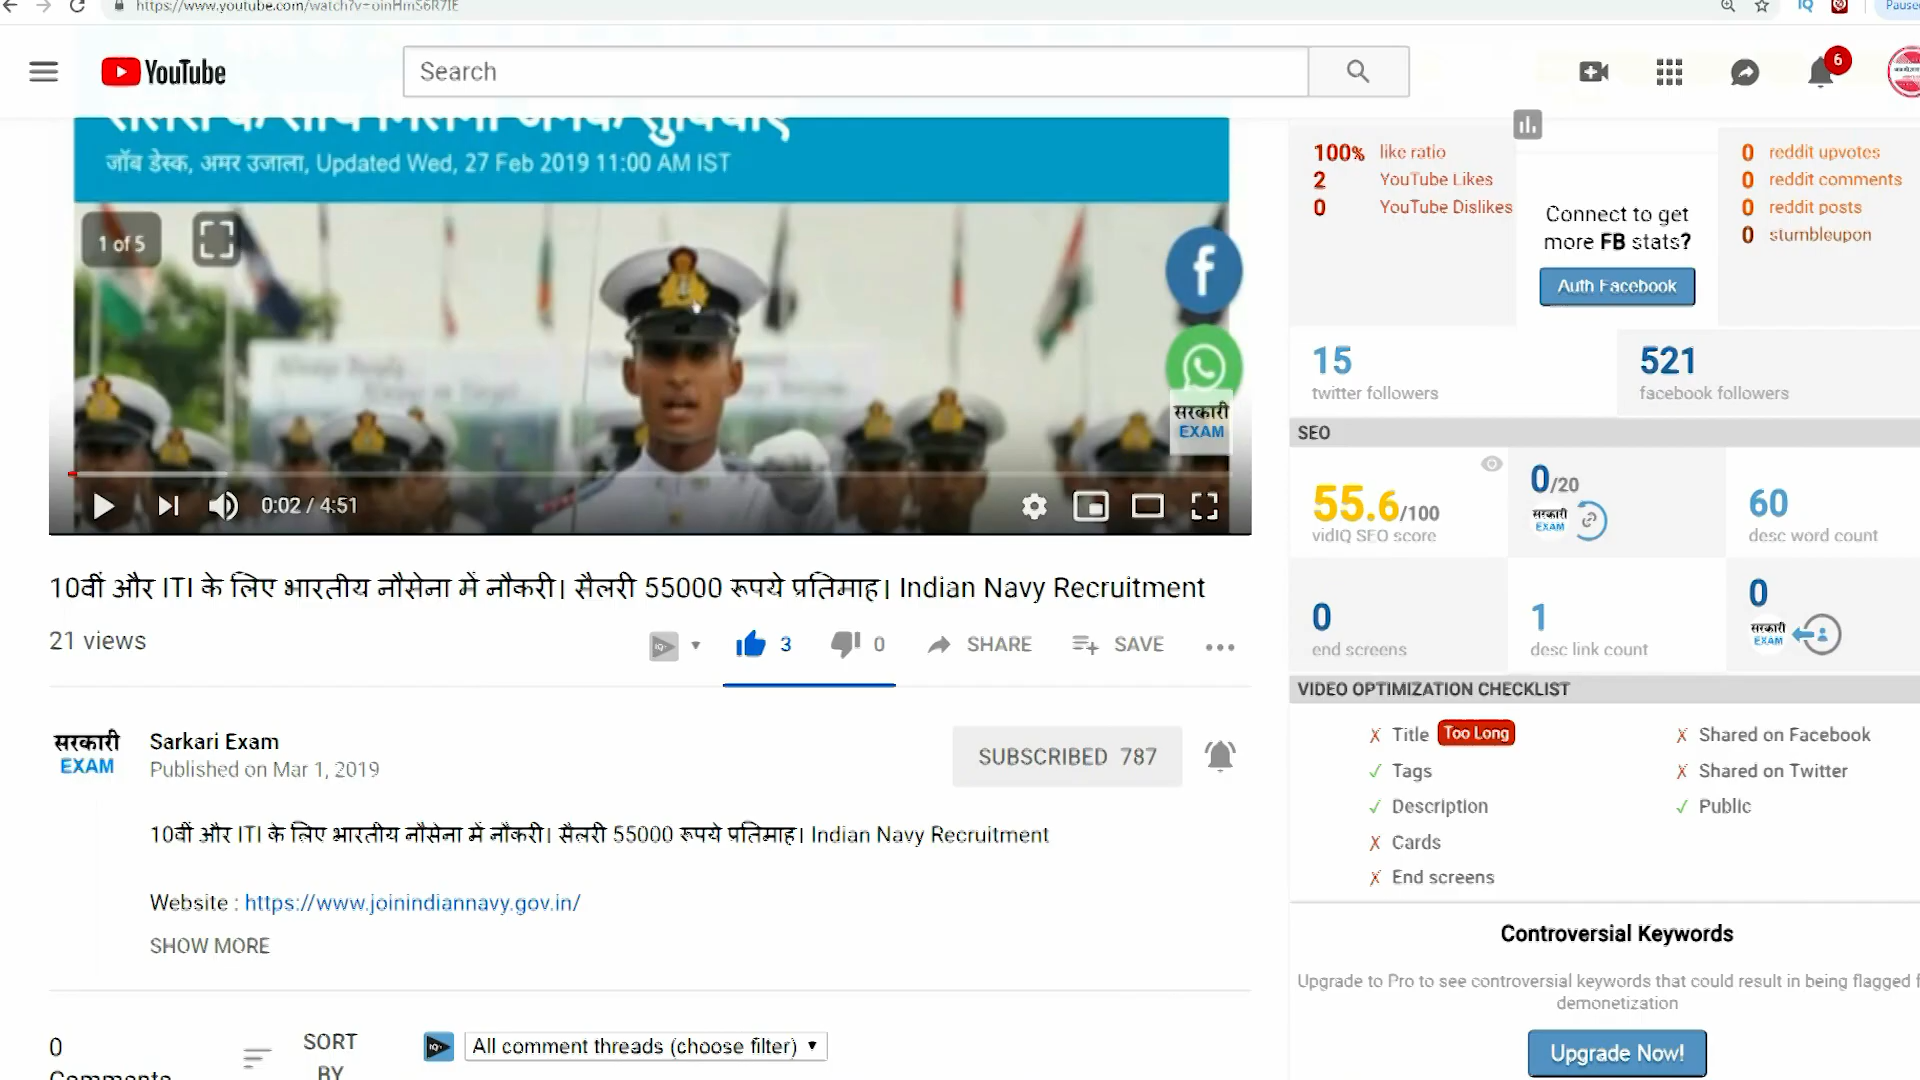 https://www.youtube.com/watch?v=oinHmS6R7IE
Paused
YouTube
Search
6
जॉब डेस्क, अमर उजाला, Updated Wed, 27 Feb 2019 11:00 AM IST
1 of 5
सरकारी
EXAM
0:02 / 4:51
10वीं और ITI के लिए भारतीय नौसेना में नौकरी। सैलरी 55000 रूपये प्रतिमाह। Indian Navy Recruitment
21 views
3
0
SHARE
SAVE
सरकारी
EXAM
Sarkari Exam
Published on Mar 1, 2019
SUBSCRIBED 787
10वीं और ITI के लिए भारतीय नौसेना में नौकरी। सैलरी 55000 रूपये प्रतिमाह। Indian Navy Recruitment
Website : https://www.joinindiannavy.gov.in/
SHOW MORE
0
Comments
SORT
BY
All comment threads (choose filter)
100% like ratio
2 YouTube Likes
0 YouTube Dislikes
Connect to get
more FB stats?
Auth Facebook
0 reddit upvotes
0 reddit comments
0 reddit posts
0 stumbleupon
15
twitter followers
521
facebook followers
SEO
55.6/100
vidIQ SEO score
0/20
सरकारी
EXAM
60
desc word count
0
end screens
1
desc link count
0
सरकारी
EXAM
VIDEO OPTIMIZATION CHECKLIST
Title Too Long
Tags
Description
Cards
End screens
Shared on Facebook
Shared on Twitter
Public
Controversial Keywords
Upgrade to Pro to see controversial keywords that could result in being flagged f
demonetization
Upgrade Now!